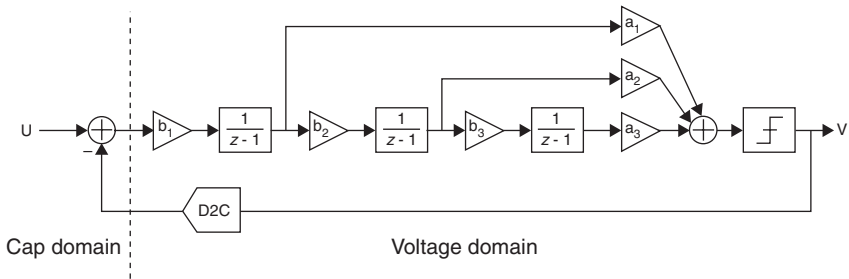 a1
a2
U
b1
1
z - 1
b2
1
z - 1
b3
1
z - 1
a3
V
–
D2C
Cap domain
Voltage domain